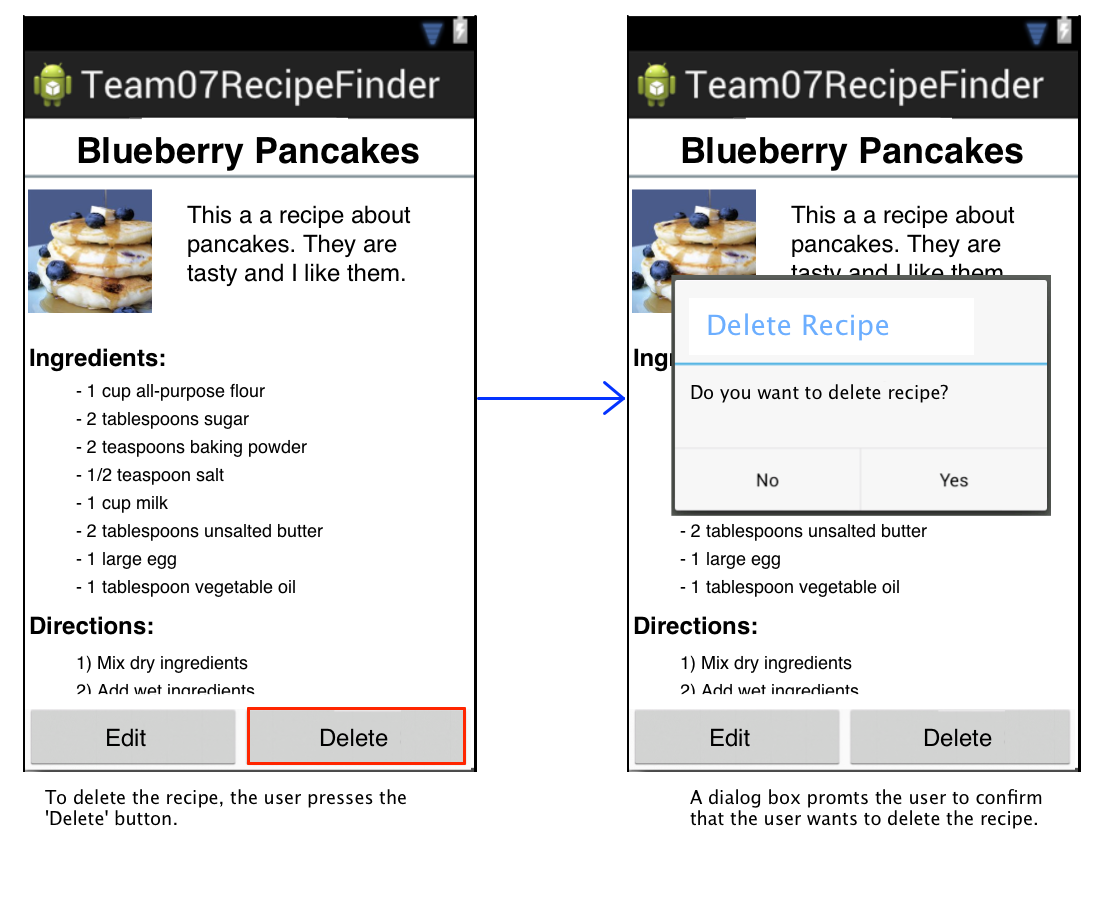 Team07RecipeFinder
Blueberry Pancakes
This a a recipe about
pancakes. They are
tasty and I like them.
Ingredients:
- 1 cup all-purpose flour
- 2 tablespoons sugar
- 2 teaspoons baking powder
- 1/2 teaspoon salt
- 1 cup milk
- 2 tablespoons unsalted butter
- 1 large egg
- 1 tablespoon vegetable oil
Directions:
1) Mix dry ingredients
2) Add wet ingredients
Edit
Delete
To delete the recipe, the user presses the
'Delete' button.
Team07RecipeFinder
Blueberry Pancakes
This a a recipe about
pancakes. They are
tasty and I like them
Ingr
Delete Recipe
Do you want to delete recipe?
No
Yes
- 2 tablespoons unsalted butter
- 1 large egg
- 1 tablespoon vegetable oil
Directions:
1) Mix dry ingredients
2) Add wet ingredients
Edit
Delete
A dialog box promts the user to confirm
that the user wants to delete the recipe.